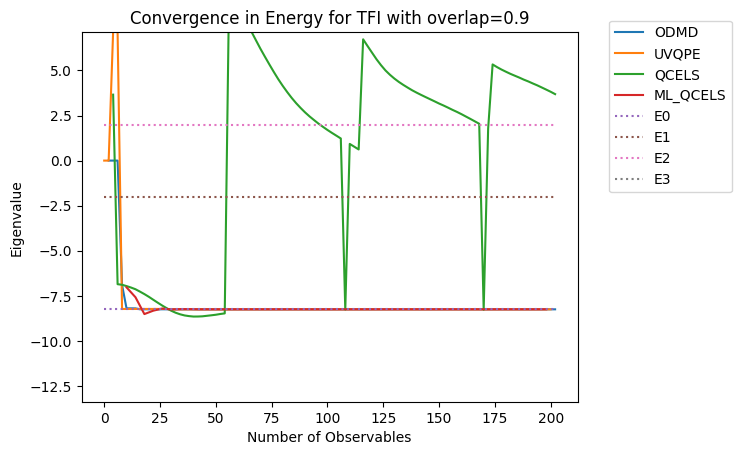 Convergence in Energy for TFI with overlap=0.9
ODMD
UVQPE
QCELS
ML_QCELS
E0
E1
E2
E3
5.0
2.5
0.0
−2.5
−5.0
−7.5
−10.0
−12.5
Eigenvalue
0 25 50 75 100 125 150 175 200
Number of Observables